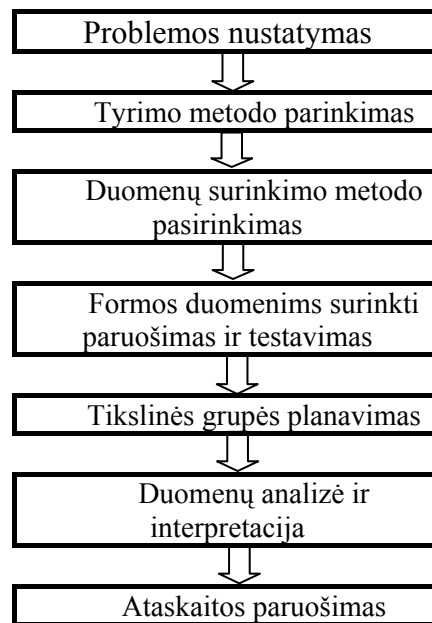 Problemos nustatymas
Tyrimo metodo parinkimas
Duomenų surinkimo metodo
pasirinkimas
Formos duomenims surinkti
paruošimas ir testavimas
Tikslinės grupės planavimas
Duomenų analizė ir
interpretacija
Ataskaitos paruošimas